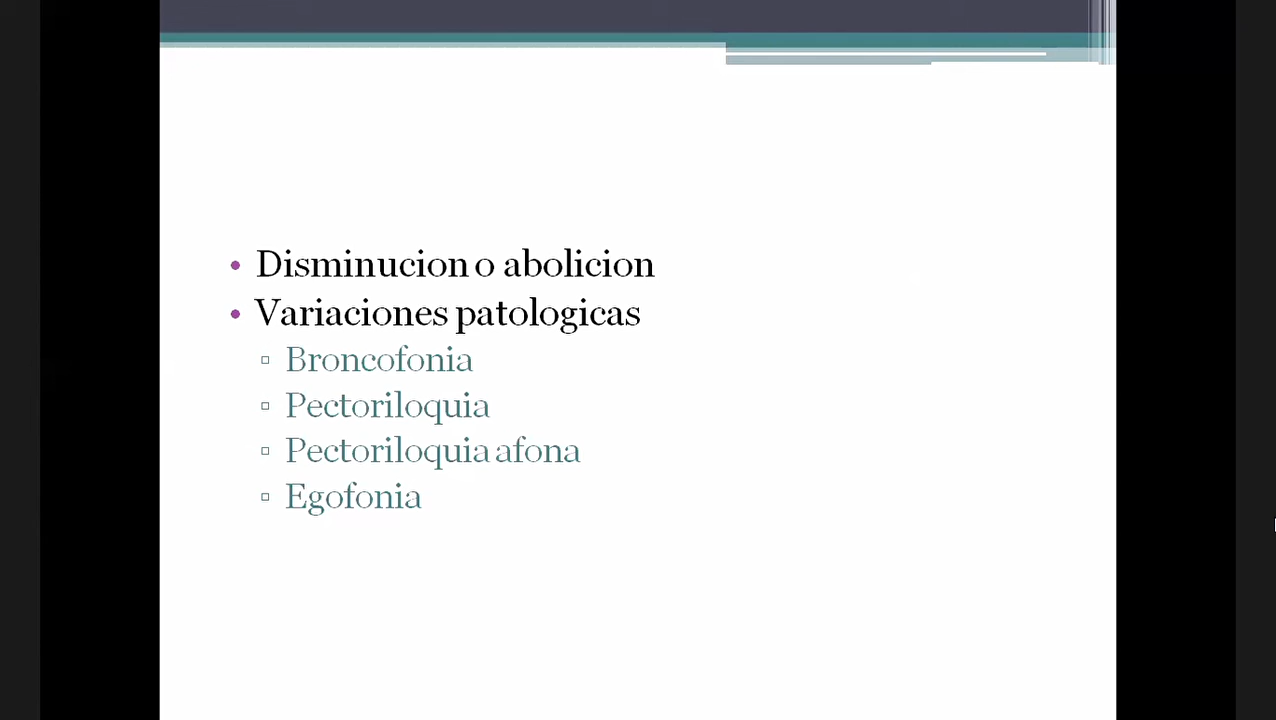 • Disminucion o abolicion
• Variaciones patologicas
▫ Broncofonia
▫ Pectoriloquia
▫ Pectoriloquia afona
▫ Egofonia